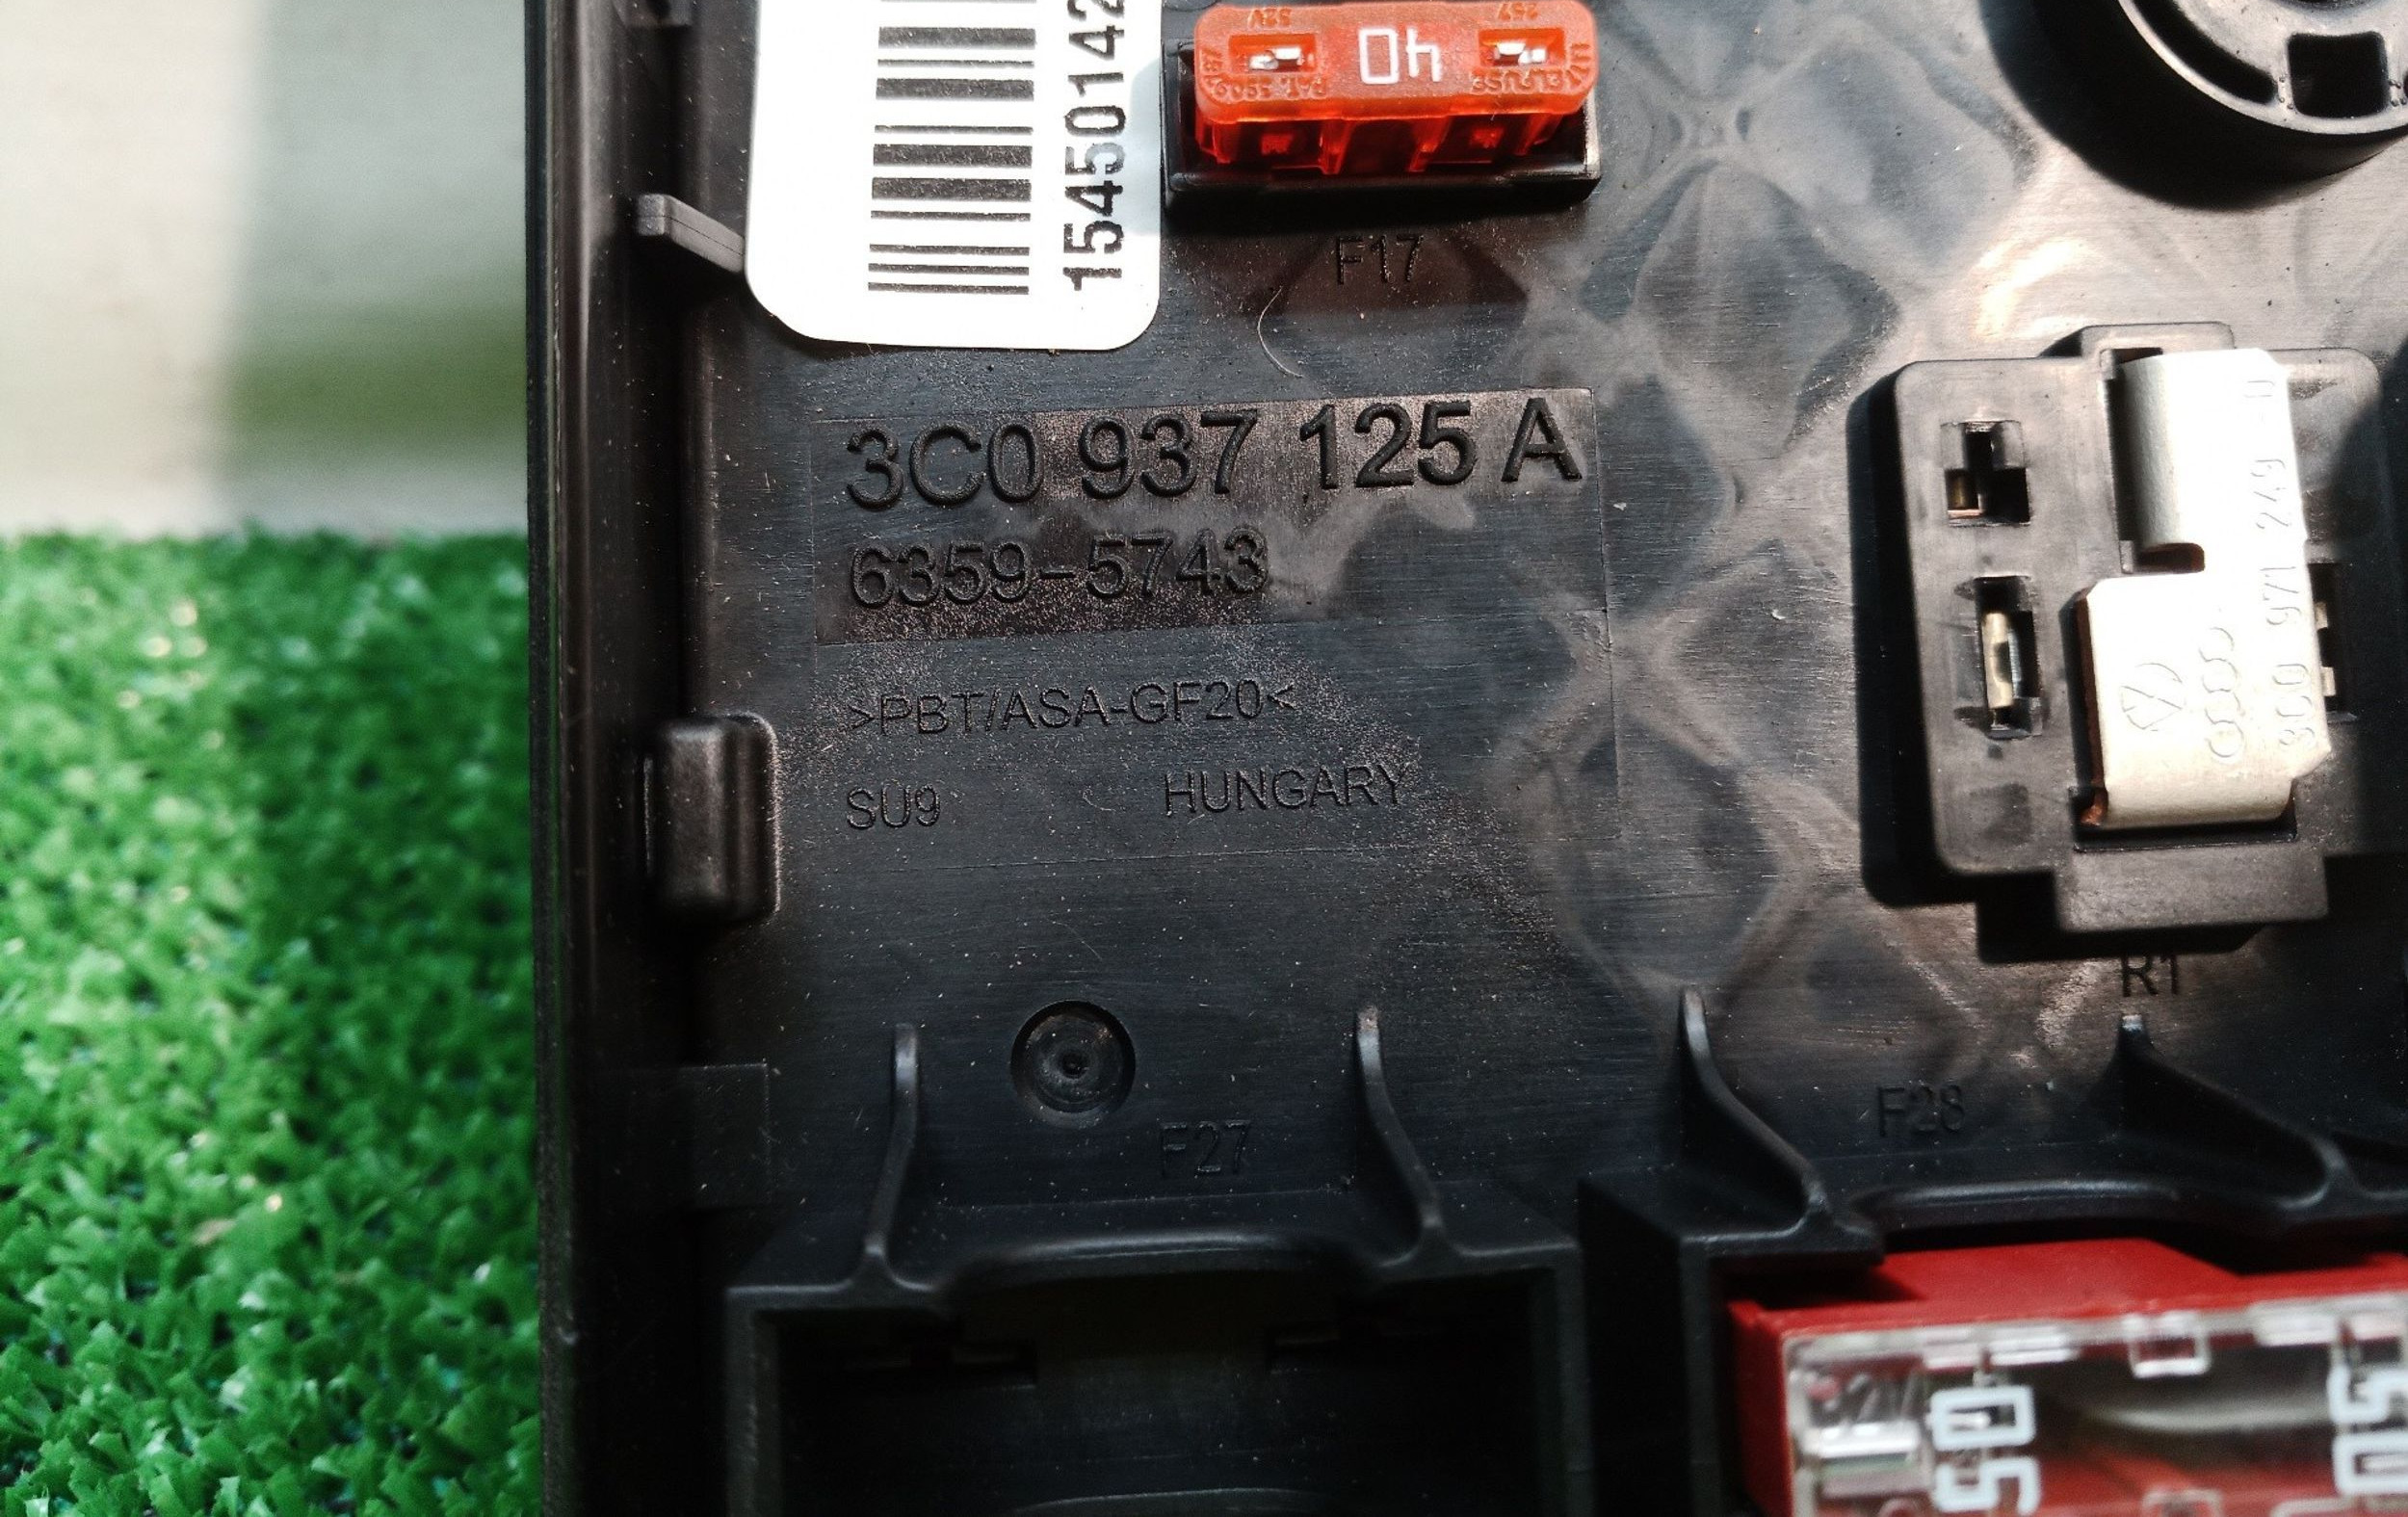 15450142
40
32V
F17
3C0 937 125 A
6359-5743
>PBT/ASA-GF20<
SU9 HUNGARY
3C0 971 249
R1
F27
F28
50
50